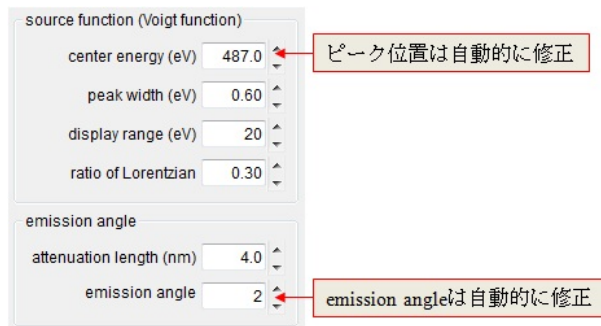 source function (Voigt function)
center energy (eV) 487.0
ピーク位置は自動的に修正
peak width (eV) 0.60
display range (eV) 20
ratio of Lorentzian 0.30
emission angle
attenuation length (nm) 4.0
emission angle 2
emission angleは自動的に修正